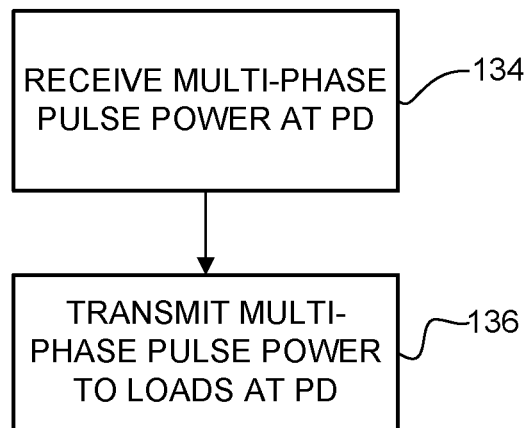 RECEIVE MULTI-PHASE
PULSE POWER AT PD
134
TRANSMIT MULTI-
PHASE PULSE POWER
TO LOADS AT PD
136